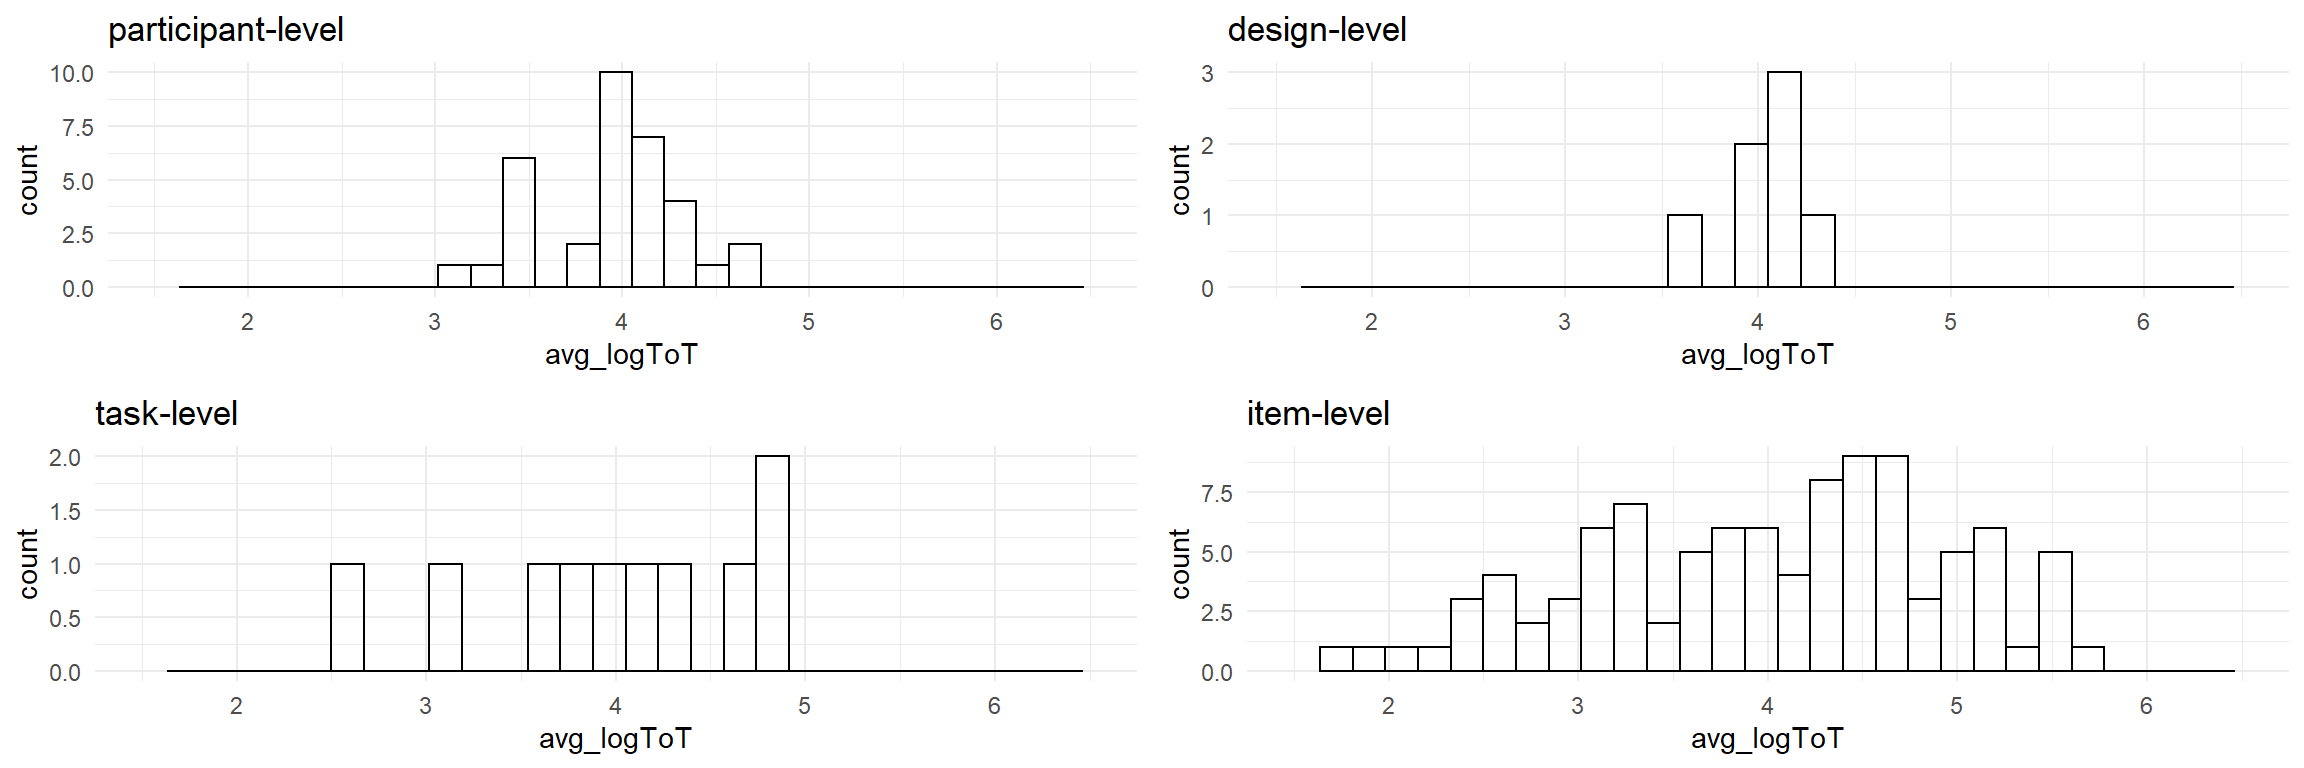 participant-level
10.0
7.5
5.0
2.5
0.0
count
2 3 4 5 6
avg_logToT
design-level
3
2
1
0
count
2 3 4 5 6
avg_logToT
task-level
2.0
1.5
1.0
0.5
0.0
count
2 3 4 5 6
avg_logToT
item-level
7.5
5.0
2.5
0.0
count
2 3 4 5 6
avg_logToT